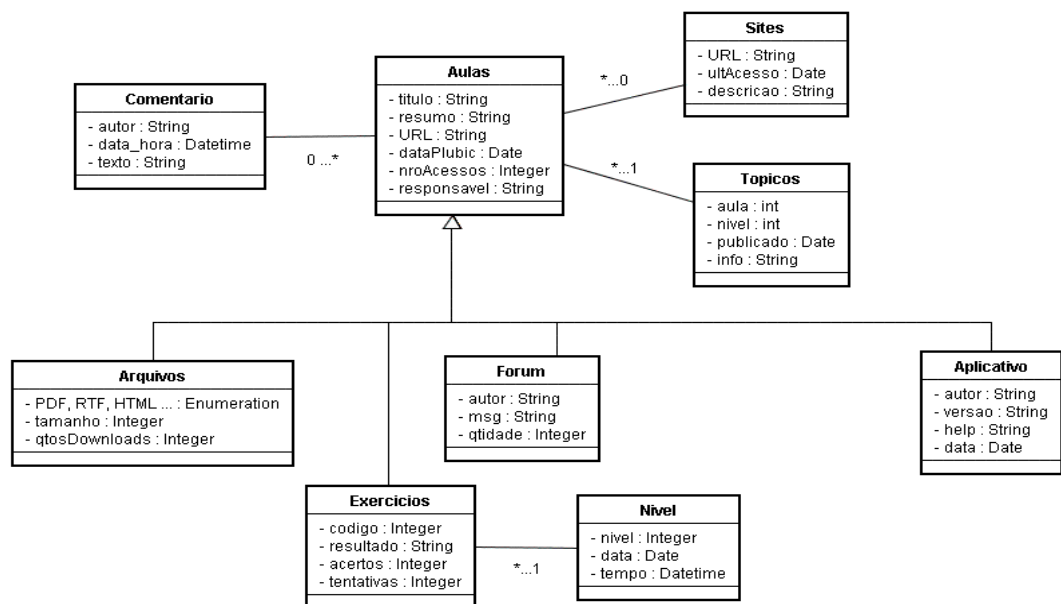 Sites
- URL : String
- ultAcesso : Date
- descricao : String
Aulas
- titulo : String
- resumo : String
- URL : String
- dataPlubic : Date
- nroAcessos : Integer
- responsavel : String
Comentario
- autor : String
- data_hora : Datetime
- texto : String
*...0
0 ...*
*...1
Topicos
- aula : int
- nivel : int
- publicado : Date
- info : String
Arquivos
- PDF, RTF, HTML ... : Enumeration
- tamanho : Integer
- qtosDownloads : Integer
Forum
- autor : String
- msg : String
- qtidade : Integer
Aplicativo
- autor : String
- versao : String
- help : String
- data : Date
Exercicios
- codigo : Integer
- resultado : String
- acertos : Integer
- tentativas : Integer
*...1
Nivel
- nivel : Integer
- data : Date
- tempo : Datetime